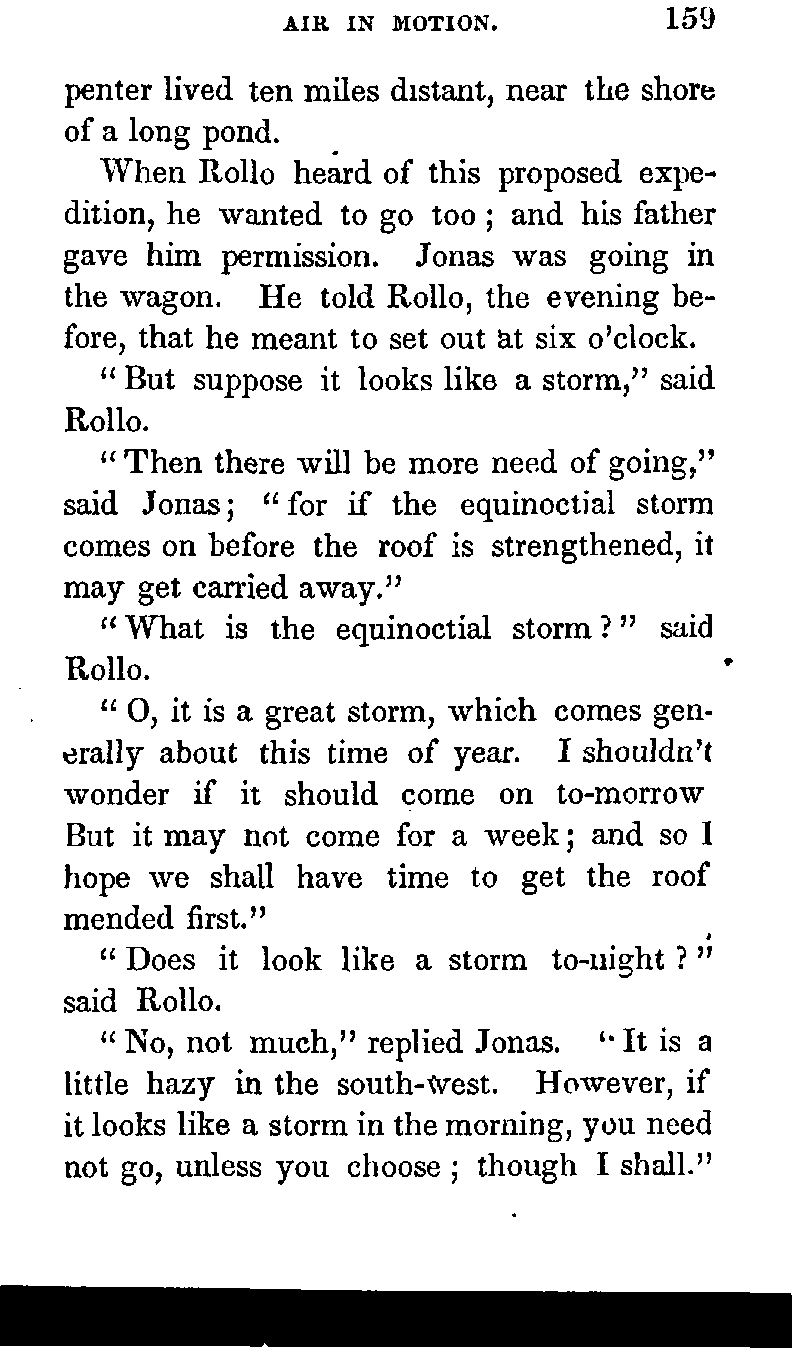 AIR IN MOTION. 159
penter lived ten miles distant, near the shore
of a long pond.
When Rollo heard of this proposed expe-
dition, he wanted to go too ; and his father
gave him permission. Jonas was going in
the wagon. He told Rollo, the evening be-
fore, that he meant to set out at six o'clock.
" But suppose it looks like a storm," said
Rollo.
" Then there will be more need of going,"
said Jonas; " for if the equinoctial storm
comes on before the roof is strengthened, it
may get carried away."
" What is the equinoctial storm ? " said
Rollo.
" O, it is a great storm, which comes gen-
erally about this time of year. I shouldn't
wonder if it should come on to-morrow
But it may not come for a week; and so I
hope we shall have time to get the roof
mended first."
" Does it look like a storm to-night ? "
said Rollo.
" No, not much," replied Jonas. " It is a
little hazy in the south-west. However, if
it looks like a storm in the morning, you need
not go, unless you choose ; though I shall."